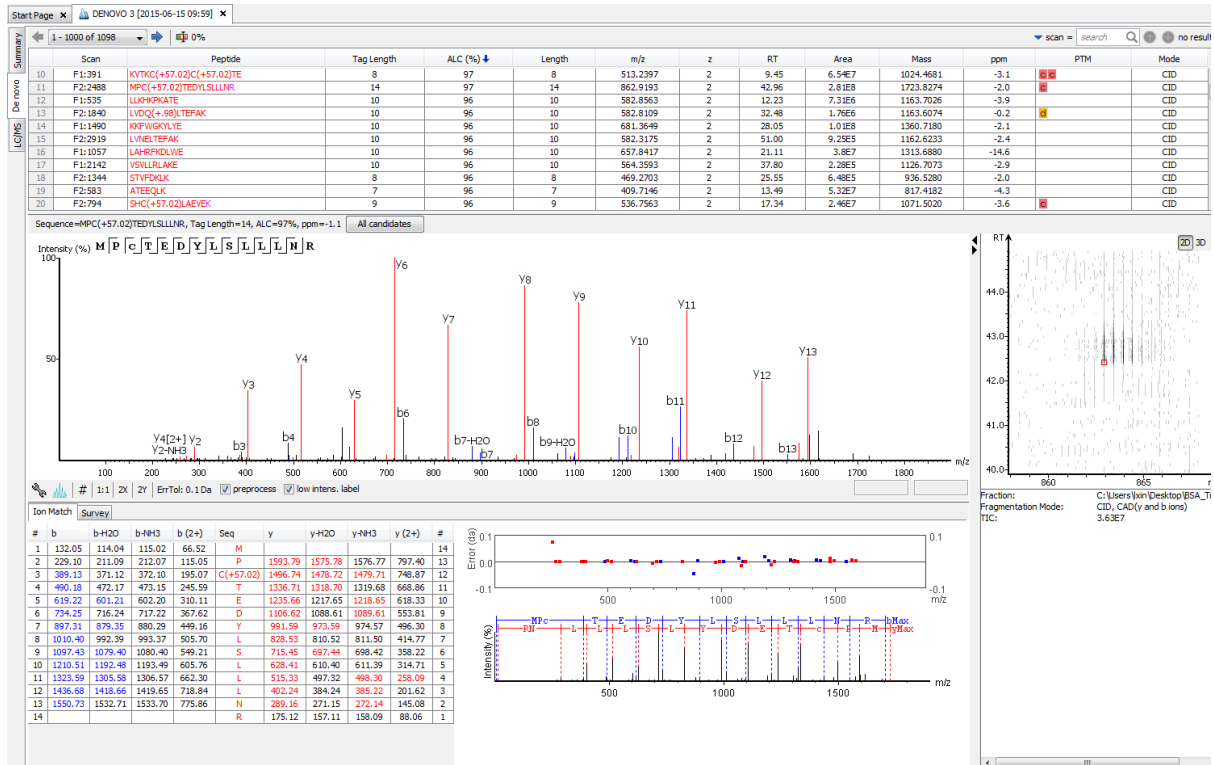 Start Page × DENOVO 3 [2015-06-15 09:59] ×
Summary
De novo
LC/MS
1 - 1000 of 1098 0% scan = search no result
Scan Peptide Tag Length ALC (%) Length m/z z RT Area Mass ppm PTM Mode
10 F1:391 KVTKC(+57.02)C(+57.02)TE 8 97 8 513.2397 2 9.45 6.54E7 1024.4681 -3.1 C C CID
11 F2:2488 MPC(+57.02)TEDYLSLLLNR 14 97 14 862.9193 2 42.96 2.81E8 1723.8274 -2.0 C CID
12 F1:535 LLKHKPKATE 10 96 10 582.8563 2 12.23 7.31E6 1163.7026 -3.9 CID
13 F2:1840 LVDQ(+.98)LTEFAK 10 96 10 582.8109 2 32.48 1.76E6 1163.6074 -0.2 d CID
14 F1:1490 KKFWGKYLYE 10 96 10 681.3649 2 28.05 1.01E8 1360.7180 -2.1 CID
15 F2:2919 LVNELTEFAK 10 96 10 582.3175 2 51.00 9.25E5 1162.6233 -2.4 CID
16 F1:1057 LAHRFKDLWE 10 96 10 657.8417 2 21.11 3.8E7 1313.6880 -14.6 CID
17 F1:2142 VSVLLRLAKE 10 96 10 564.3593 2 37.80 2.28E5 1126.7073 -2.9 CID
18 F2:1344 STVFDKLK 8 96 8 469.2703 2 25.55 6.48E5 936.5280 -2.0 CID
19 F2:583 ATEEQLK 7 96 7 409.7146 2 13.49 5.32E7 817.4182 -4.3 CID
20 F2:794 SHC(+57.02)LAEVEK 9 96 9 536.7563 2 17.34 2.46E7 1071.5020 -3.6 C CID
Sequence=MPC(+57.02)TEDYLSLLLNR, Tag Length=14, ALC=97%, ppm=-1.1 All candidates
Intensity (%) M P c T E D Y L S L L L N R
100
50
y4[2+] y2
y2-NH3
b3
y3
b4
y4
y5
y6
b6
y7
b7-H2O
b7
y8
b8
b9-H2O
y9
b10
y10
b11
y11
b12
y12
b13
y13
100 200 300 400 500 600 700 800 900 1000 1100 1200 1300 1400 1500 1600 1700 1800 m/z
RT 2D 3D
44.0
43.0
42.0
41.0
40.0
860 865
# 1:1 2X 2Y ErrTol: 0.1 Da preprocess low intens. label
Fraction: C:\Users\lxin\Desktop\BSA_Tr
Fragmentation Mode: CID, CAD(y and b ions)
TIC: 3.63E7
Ion Match Survey
# b b-H2O b-NH3 b (2+) Seq y y-H2O y-NH3 y (2+) #
1 132.05 114.04 115.02 66.52 M 14
2 229.10 211.09 212.07 115.05 P 1593.79 1575.78 1576.77 797.40 13
3 389.13 371.12 372.10 195.07 C(+57.02) 1496.74 1478.72 1479.71 748.87 12
4 490.18 472.17 473.15 245.59 T 1336.71 1318.70 1319.68 668.86 11
5 619.22 601.21 602.20 310.11 E 1235.66 1217.65 1218.65 618.33 10
6 734.25 716.24 717.22 367.62 D 1106.62 1088.61 1089.61 553.81 9
7 897.31 879.35 880.29 449.16 Y 991.59 973.59 974.57 496.30 8
8 1010.40 992.39 993.37 505.70 L 828.53 810.52 811.50 414.77 7
9 1097.43 1079.40 1080.40 549.21 S 715.45 697.44 698.42 358.22 6
10 1210.51 1192.48 1193.49 605.76 L 628.41 610.40 611.39 314.71 5
11 1323.59 1305.58 1306.57 662.30 L 515.33 497.32 498.30 258.09 4
12 1436.68 1418.66 1419.65 718.84 L 402.24 384.24 385.22 201.62 3
13 1550.73 1532.71 1533.70 775.86 N 289.16 271.15 272.14 145.08 2
14 R 175.12 157.11 158.09 88.06 1
Error (da)
0.1 0.1
0.0
-0.1 -0.1
500 1000 1500 m/z
Intensity (%)
MPc T E D Y L S L L L N R bMax
RN L L L S L Y D E T c P M yMax
500 1000 1500 m/z